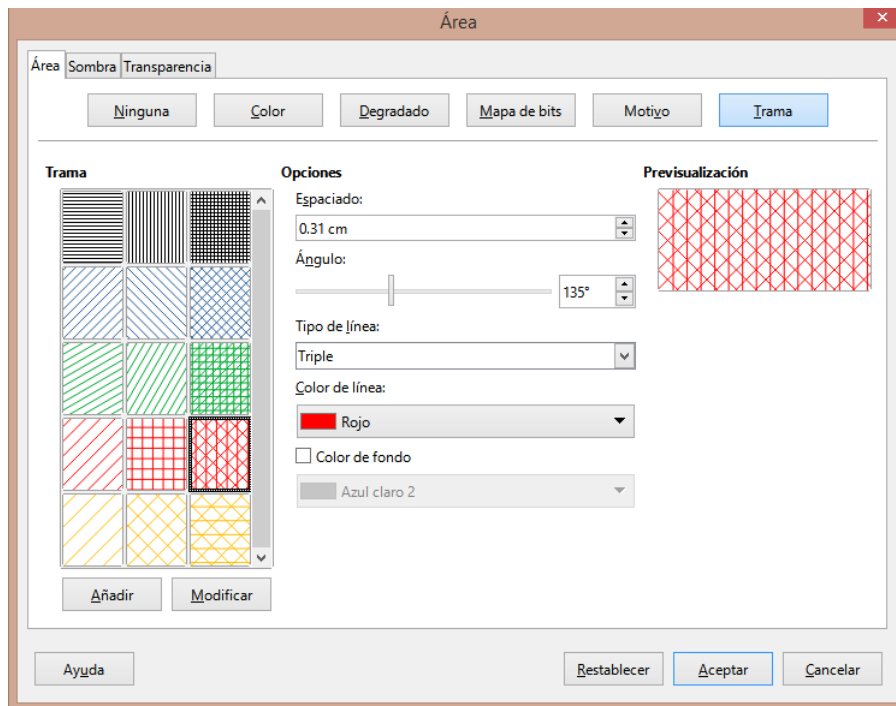 Área
Área Sombra Transparencia
Ninguna Color Degradado Mapa de bits Motivo Trama
Trama Opciones Previsualización
Espaciado:
0.31 cm
Ángulo:
135°
Tipo de línea:
Triple
Color de línea:
Rojo
Color de fondo
Azul claro 2
Añadir Modificar
Ayuda Restablecer Aceptar Cancelar